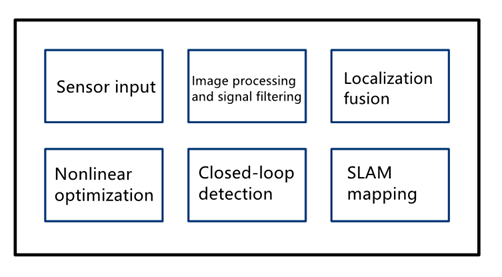 Sensor input
Image processing
and signal filtering
Localization
fusion
Nonlinear
optimization
Closed-loop
detection
SLAM
mapping